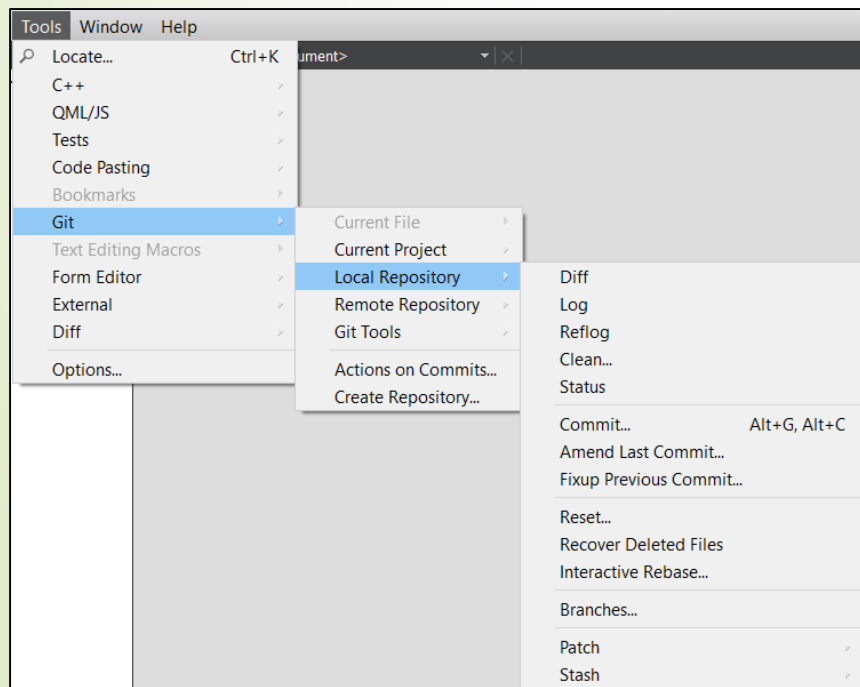 Tools Window Help
Locate... Ctrl+K
ument>
C++
QML/JS
Tests
Code Pasting
Bookmarks
Git
Text Editing Macros
Form Editor
External
Diff
Options...
Current File
Current Project
Local Repository
Remote Repository
Git Tools
Actions on Commits...
Create Repository...
Diff
Log
Reflog
Clean...
Status
Commit... Alt+G, Alt+C
Amend Last Commit...
Fixup Previous Commit...
Reset...
Recover Deleted Files
Interactive Rebase...
Branches...
Patch
Stash